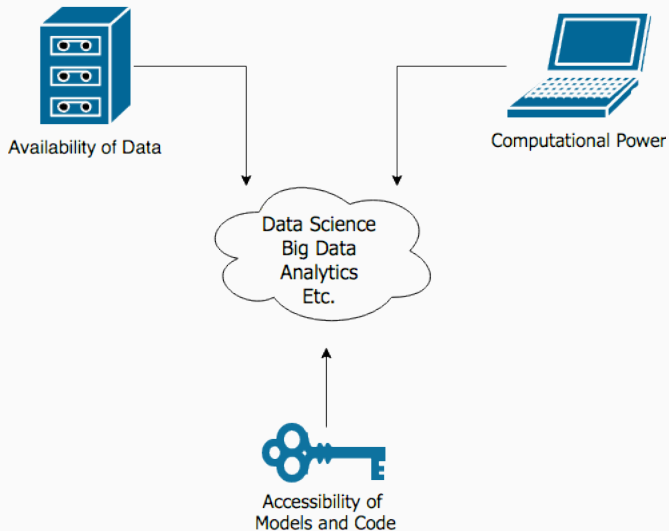 Availability of Data
Computational Power
Data Science
Big Data
Analytics
Etc.
Accessibility of
Models and Code